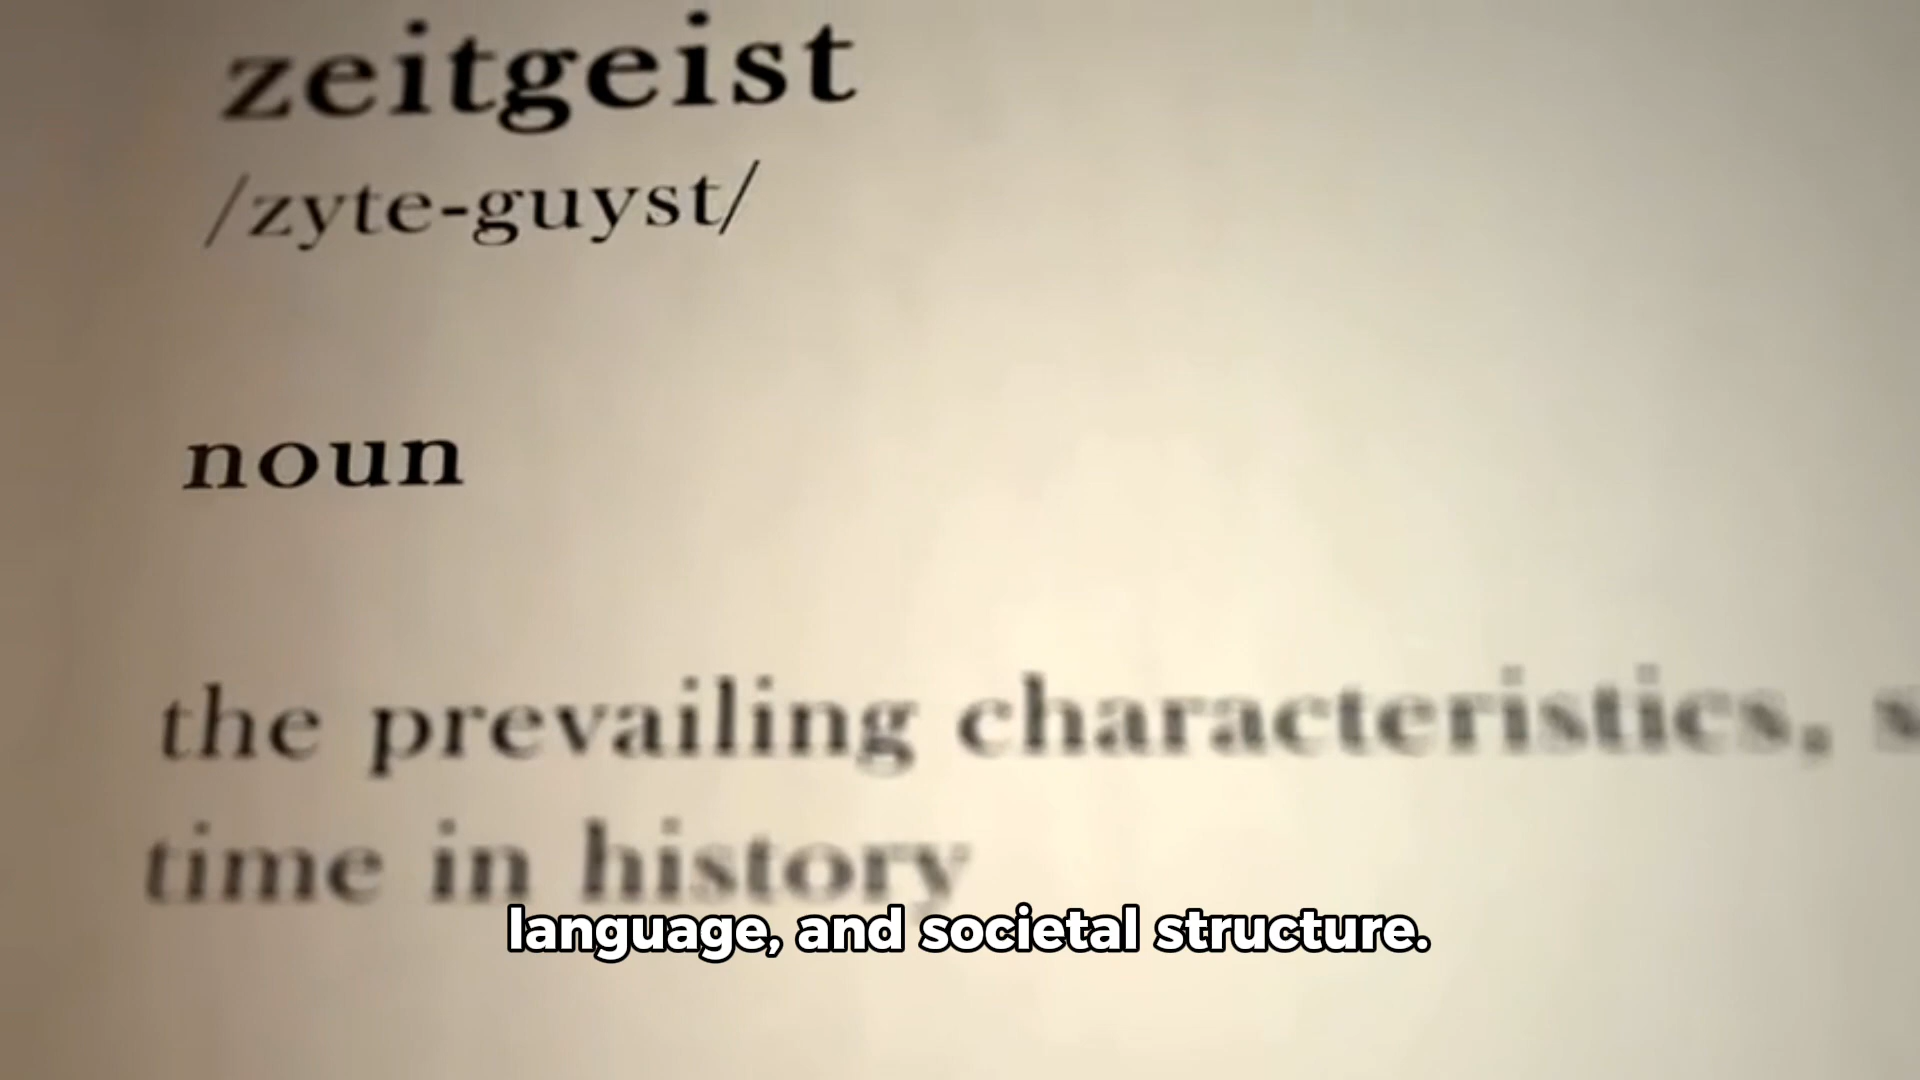 zeitgeist
/zyte-guyst/
noun
the prevailing characteristics,
time in history
language, and societal structure.